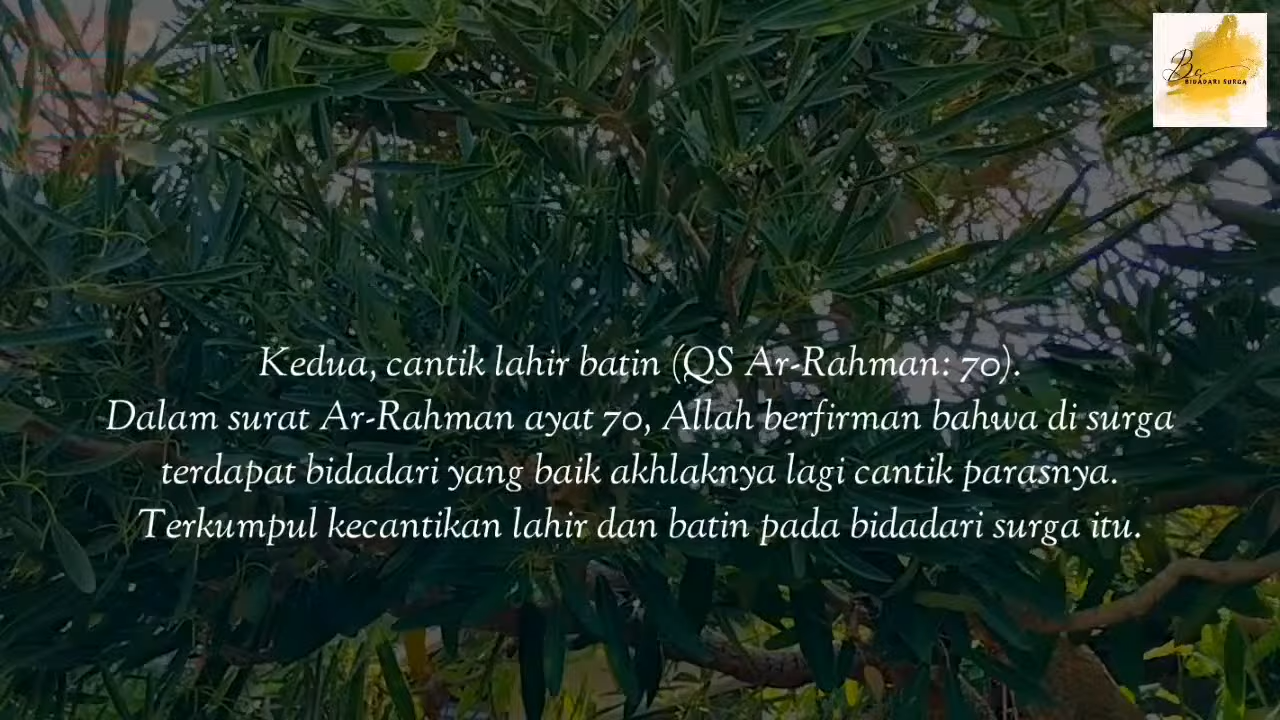 BIDADARI SURGA
Kedua, cantik lahir batin (QS Ar-Rahman: 70).
Dalam surat Ar-Rahman ayat 70, Allah berfirman bahwa di surga
terdapat bidadari yang baik akhlaknya lagi cantik parasnya.
Terkumpul kecantikan lahir dan batin pada bidadari surga itu.